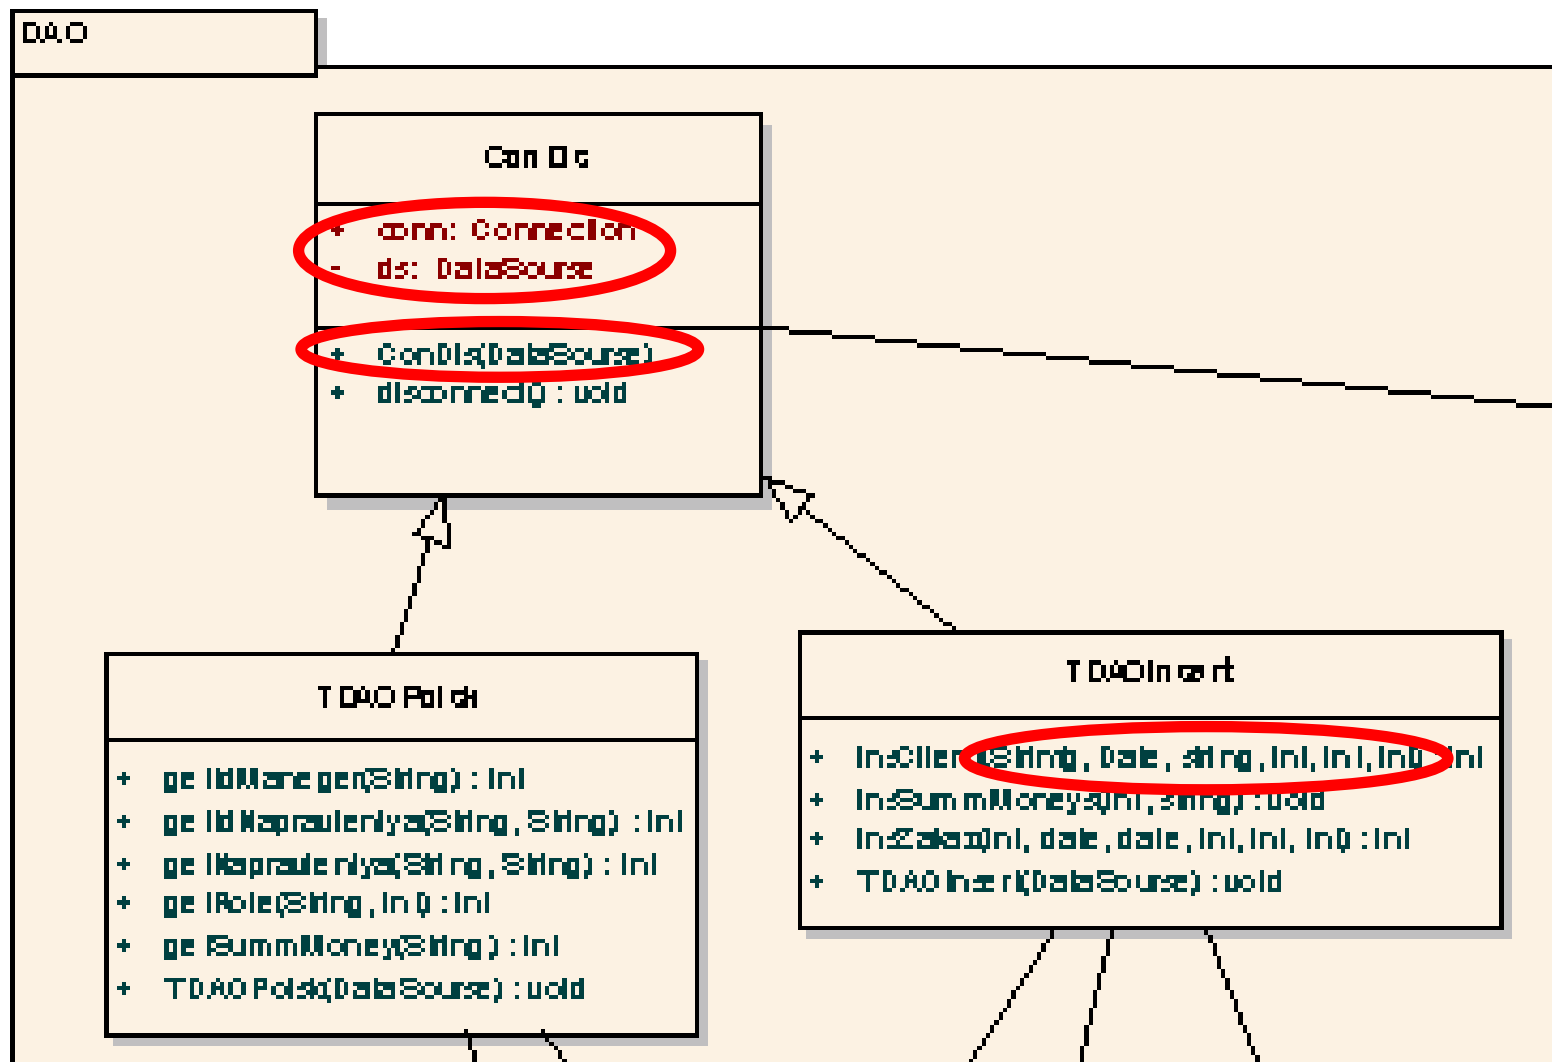 DAO
ConDis
+ conn: Connection
- ds: DataSourse
+ ConDis(DataSourse)
+ disconnect() : void
TDAOPoisk
+ getIdManeger(String) : int
+ getIdNapravleniya(String, String) : int
+ getNapravleniya(String, String) : int
+ getRole(String, int) : int
+ getSummMoney(String) : int
+ TDAOPoisk(DataSourse) : void
TDAOInsert
+ InsClient(String, Date, string, int, int, int) : int
+ InsSummMoneys(int, string) : void
+ InsZakaz(int, date, date, int, int, int) : int
+ TDAOInsert(DataSourse) : void